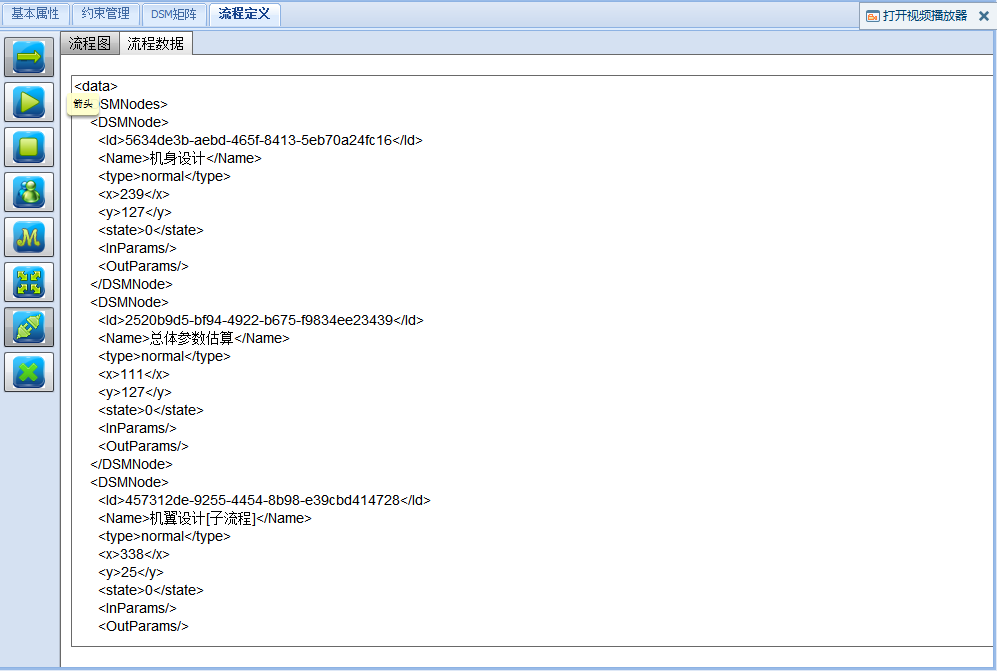 基本属性 约束管理 DSM矩阵 流程定义 打开视频播放器
流程图 流程数据
<data>
箭头 SMNodes>
<DSMNode>
<Id>5634de3b-aebd-465f-8413-5eb70a24fc16</Id>
<Name>机身设计</Name>
<type>normal</type>
<x>239</x>
<y>127</y>
<state>0</state>
<InParams/>
<OutParams/>
</DSMNode>
<DSMNode>
<Id>2520b9d5-bf94-4922-b675-f9834ee23439</Id>
<Name>总体参数估算</Name>
<type>normal</type>
<x>111</x>
<y>127</y>
<state>0</state>
<InParams/>
<OutParams/>
</DSMNode>
<DSMNode>
<Id>457312de-9255-4454-8b98-e39cbd414728</Id>
<Name>机翼设计[子流程]</Name>
<type>normal</type>
<x>338</x>
<y>25</y>
<state>0</state>
<InParams/>
<OutParams/>